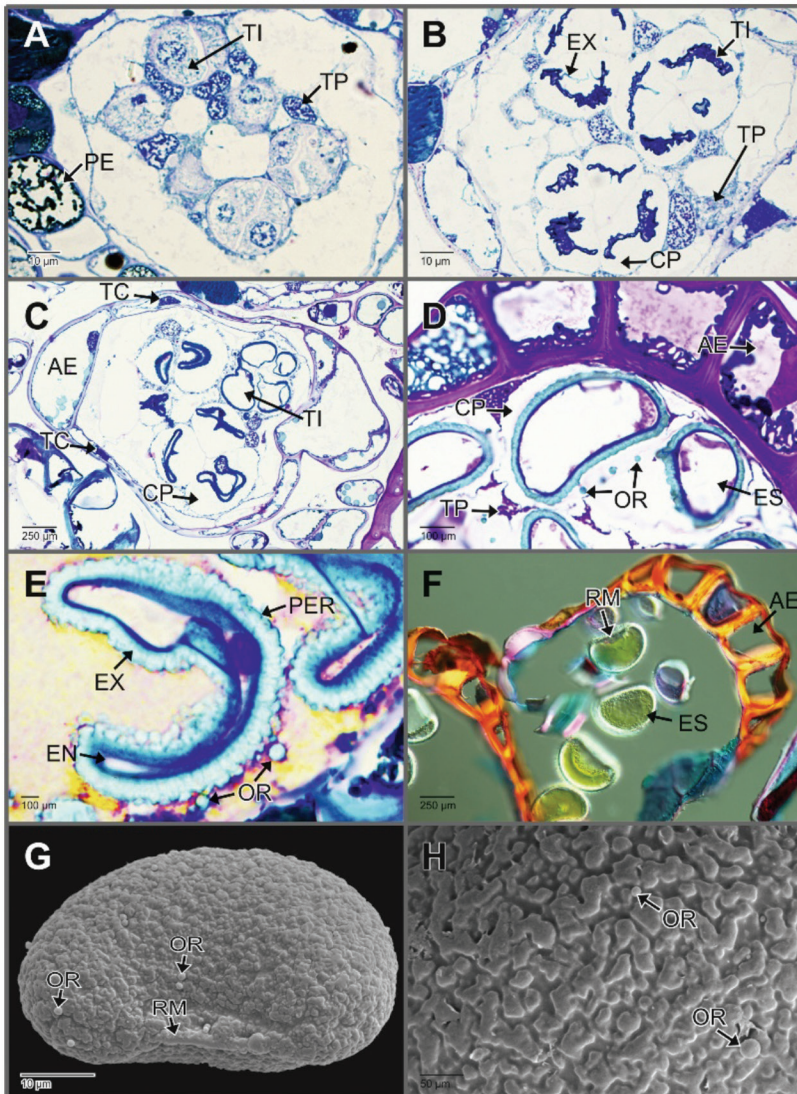 A
TI
TP
PE
10 µm
B
EX
TI
TP
CP
10 µm
C
TC
AE
TI
TC
CP
250 µm
D
AE
CP
OR
ES
TP
100 µm
E
PER
EX
EN
OR
100 µm
F
RM
AE
ES
250 µm
G
OR
OR
RM
10 µm
H
OR
OR
50 µm